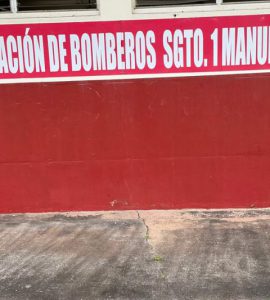 ACIÓN DE BOMBEROS SGTO. 1 MANU